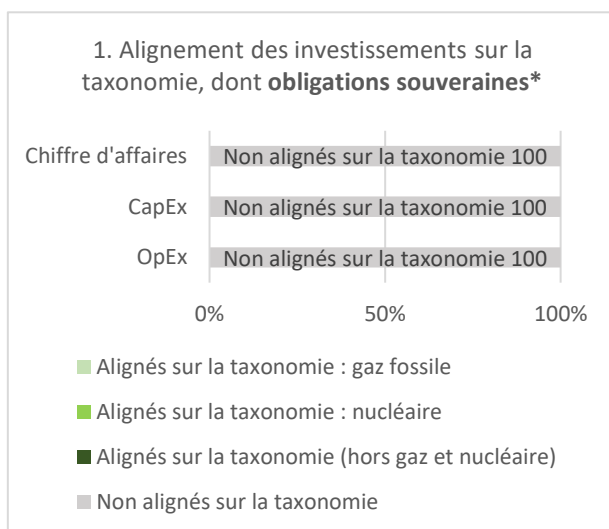 1. Alignement des investissements sur la
taxonomie, dont obligations souveraines*
Chiffre d'affaires
Non alignés sur la taxonomie 100
CapEx
Non alignés sur la taxonomie 100
OpEx
Non alignés sur la taxonomie 100
0%
50%
100%
Alignés sur la taxonomie : gaz fossile
Alignés sur la taxonomie : nucléaire
Alignés sur la taxonomie (hors gaz et nucléaire)
Non alignés sur la taxonomie